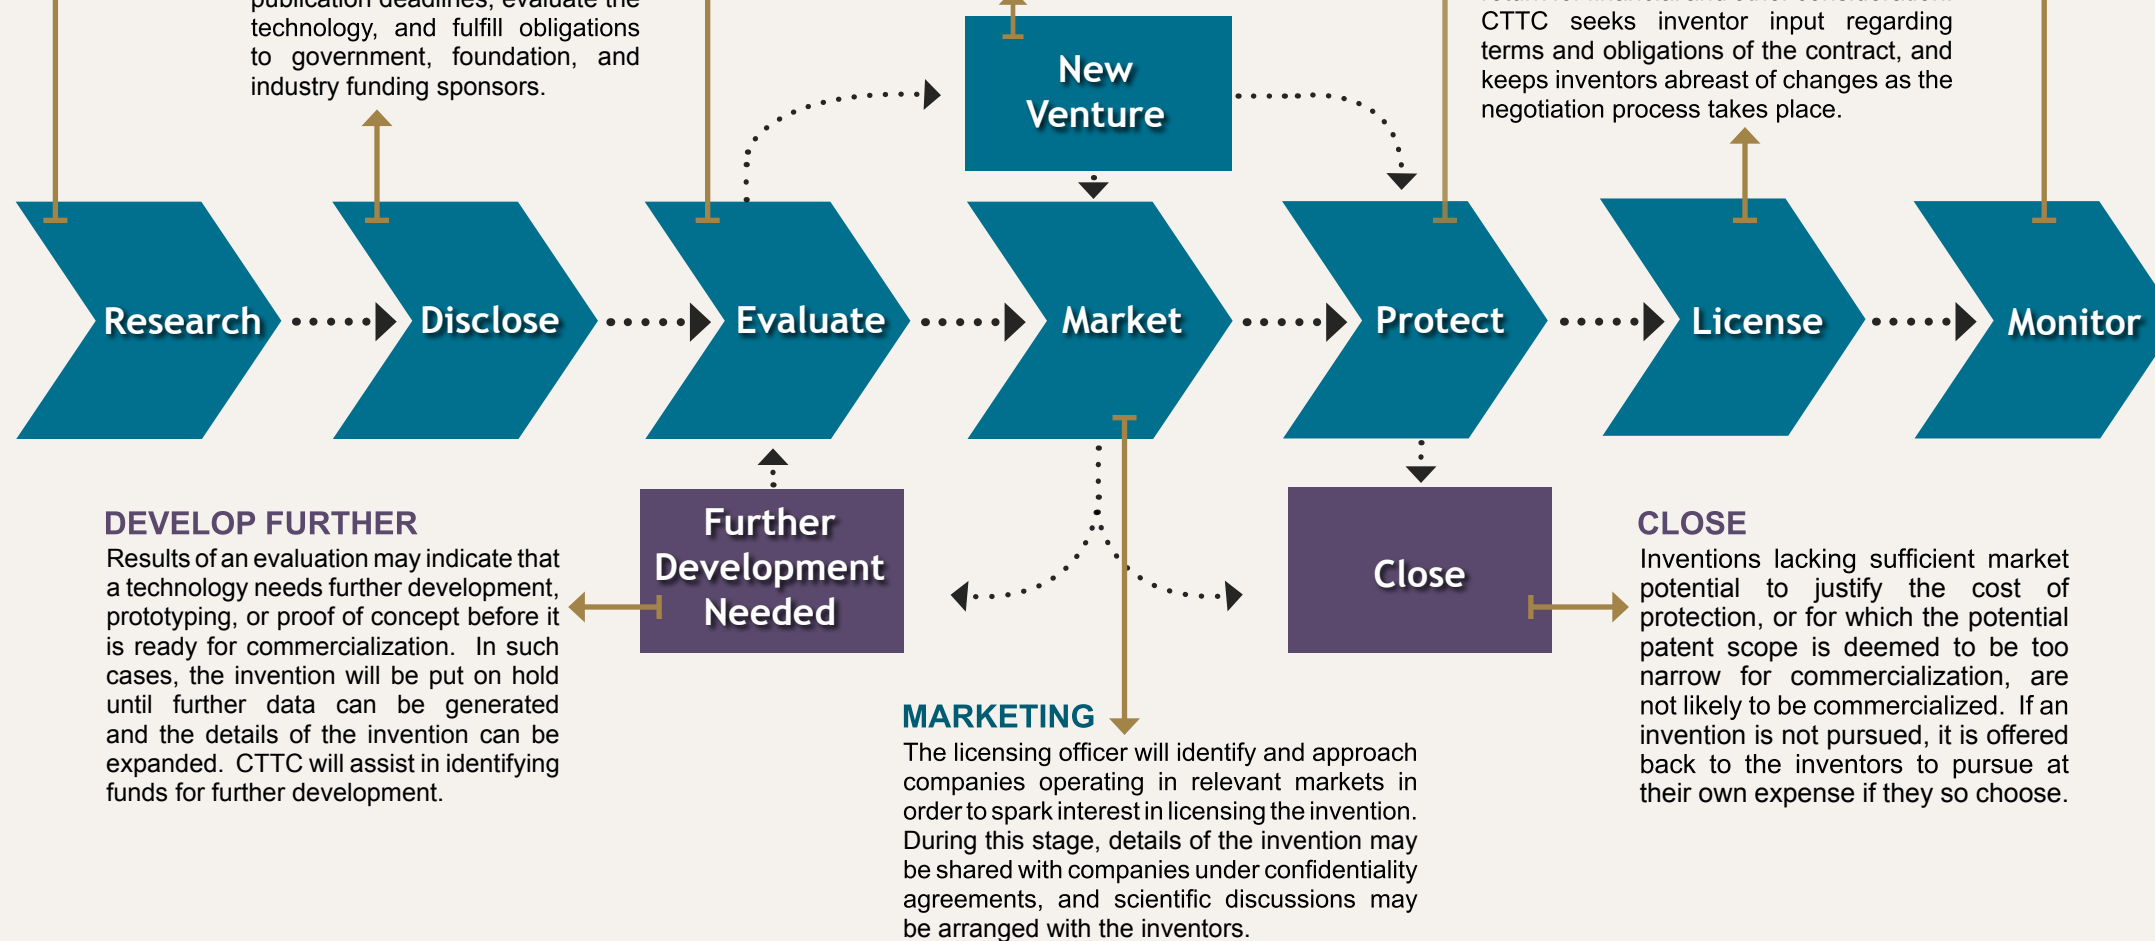 publication deadlines, evaluate the
technology, and fulfill obligations
to government, foundation, and
industry funding sponsors.
return for financial and other consideration.
CTTC seeks inventor input regarding
terms and obligations of the contract, and
keeps inventors abreast of changes as the
negotiation process takes place.
New
Venture
Research
Disclose
Evaluate
Market
Protect
License
Monitor
DEVELOP FURTHER
Results of an evaluation may indicate that
a technology needs further development,
prototyping, or proof of concept before it
is ready for commercialization. In such
cases, the invention will be put on hold
until further data can be generated
and the details of the invention can be
expanded. CTTC will assist in identifying
funds for further development.
Further
Development
Needed
MARKETING
The licensing officer will identify and approach
companies operating in relevant markets in
order to spark interest in licensing the invention.
During this stage, details of the invention may
be shared with companies under confidentiality
agreements, and scientific discussions may
be arranged with the inventors.
Close
CLOSE
Inventions lacking sufficient market
potential to justify the cost of
protection, or for which the potential
patent scope is deemed to be too
narrow for commercialization, are
not likely to be commercialized. If an
invention is not pursued, it is offered
back to the inventors to pursue at
their own expense if they so choose.